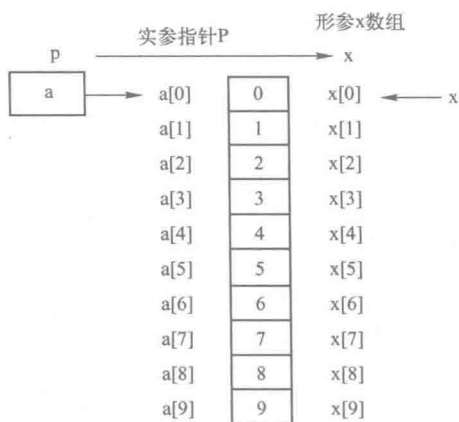 实参指针P
形参x数组
p
x
a
a[0] 0 x[0] x
a[1] 1 x[1]
a[2] 2 x[2]
a[3] 3 x[3]
a[4] 4 x[4]
a[5] 5 x[5]
a[6] 6 x[6]
a[7] 7 x[7]
a[8] 8 x[8]
a[9] 9 x[9]